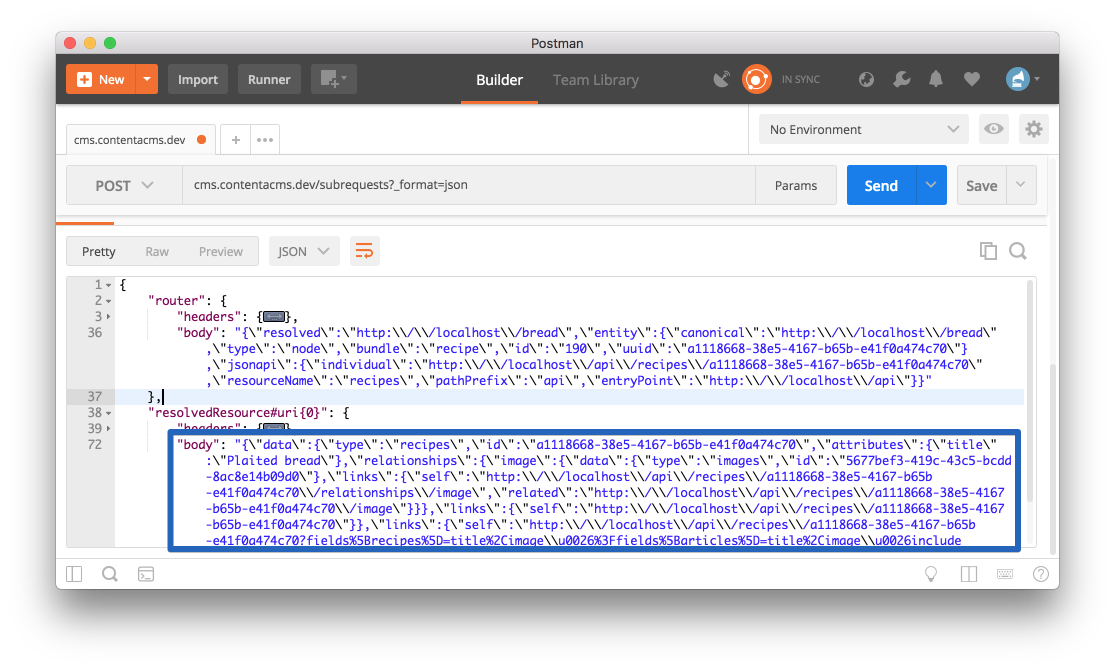 Postman
New Import Runner Builder Team Library IN SYNC
cms.contentacms.dev + ••• No Environment
POST cms.contentacms.dev/subrequests?_format=json Params Send Save
Pretty Raw Preview JSON
1 {
2 "router": {
3 "headers": {},
36 "body": "{\"resolved\":\"http:\\/\\/localhost\\/bread\",\"entity\":{\"canonical\":\"http:\\/\\/localhost\\/bread\"
,\"type\":\"node\",\"bundle\":\"recipe\",\"id\":\"190\",\"uuid\":\"a1118668-38e5-4167-b65b-e41f0a474c70\"}
,\"jsonapi\":{\"individual\":\"http:\\/\\/localhost\\/api\\/recipes\\/a1118668-38e5-4167-b65b-e41f0a474c70\"
,\"resourceName\":\"recipes\",\"pathPrefix\":\"api\",\"entryPoint\":\"http:\\/\\/localhost\\/api\"}}"
37 },
38 "resolvedResource#uri{0}": {
39 "headers": {},
72 "body": "{\"data\":{\"type\":\"recipes\",\"id\":\"a1118668-38e5-4167-b65b-e41f0a474c70\",\"attributes\":{\"title\"
:\"Plaited bread\"},\"relationships\":{\"image\":{\"data\":{\"type\":\"images\",\"id\":\"5677bef3-419c-43c5-bcdd
-8ac8e14b09d0\"},\"links\":{\"self\":\"http:\\/\\/localhost\\/api\\/recipes\\/a1118668-38e5-4167-b65b
-e41f0a474c70\\/relationships\\/image\",\"related\":\"http:\\/\\/localhost\\/api\\/recipes\\/a1118668-38e5-4167
-b65b-e41f0a474c70\\/image\"}}},\"links\":{\"self\":\"http:\\/\\/localhost\\/api\\/recipes\\/a1118668-38e5-4167
-b65b-e41f0a474c70\"}},\"links\":{\"self\":\"http:\\/\\/localhost\\/api\\/recipes\\/a1118668-38e5-4167-b65b
-e41f0a474c70?fields%5Brecipes%5D=title%2Cimage\\u0026%3Ffields%5Barticles%5D=title%2Cimage\\u0026include